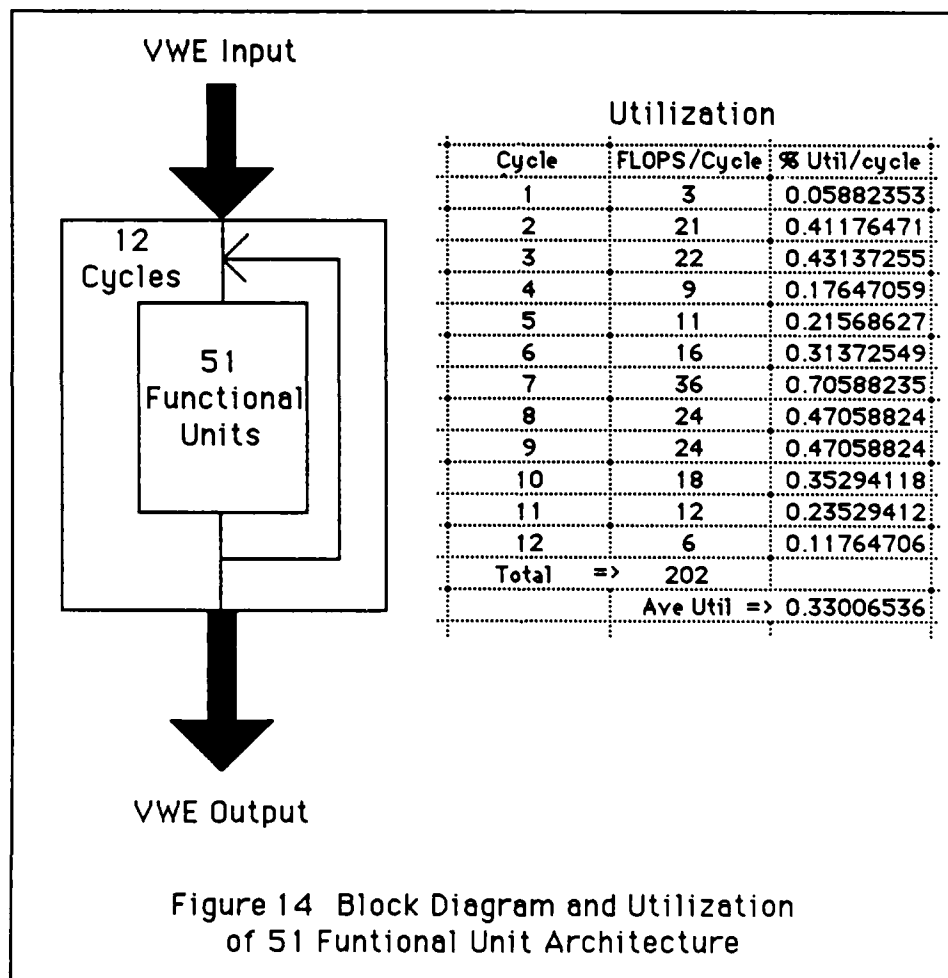 VWE Input
12
Cycles
51
Functional
Units
VWE Output
Utilization
Cycle FLOPS/Cycle % Util/cycle
1 3 0.05882353
2 21 0.41176471
3 22 0.43137255
4 9 0.17647059
5 11 0.21568627
6 16 0.31372549
7 36 0.70588235
8 24 0.47058824
9 24 0.47058824
10 18 0.35294118
11 12 0.23529412
12 6 0.11764706
Total => 202
Ave Util => 0.33006536
Figure 14 Block Diagram and Utilization
of 51 Funtional Unit Architecture